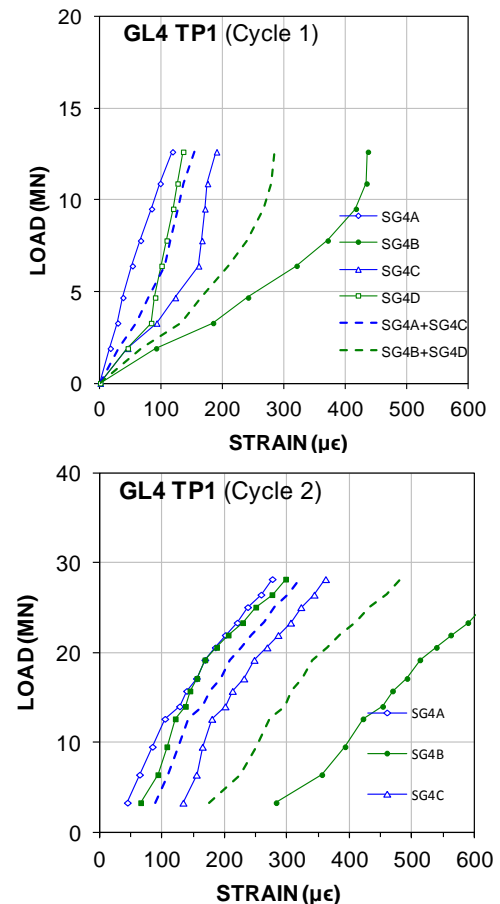 GL4 TP1 (Cycle 1)
20
15
10
5
0
LOAD (MN)
SG4A
SG4B
SG4C
SG4D
SG4A+SG4C
SG4B+SG4D
0 100 200 300 400 500 600
STRAIN (µϵ)
GL4 TP1 (Cycle 2)
40
30
20
10
0
LOAD (MN)
SG4A
SG4B
SG4C
0 100 200 300 400 500 600
STRAIN (µϵ)